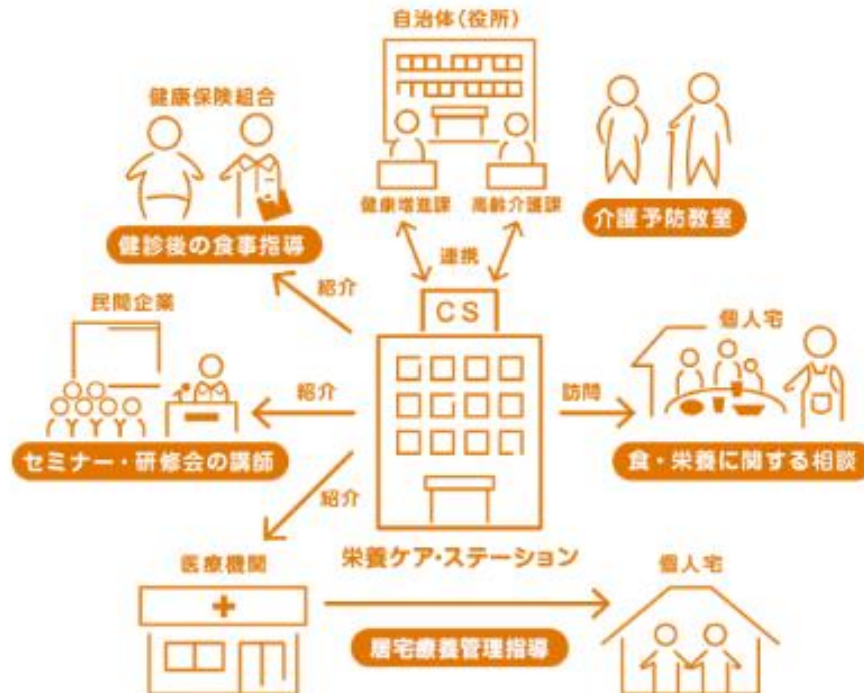 自治体(役所)
健康保険組合
健康増進課
高齢介護課
介護予防教室
健診後の食事指導
連携
紹介
民間企業
CS
個人宅
紹介
訪問
セミナー・研修会の講師
食・栄養に関する相談
紹介
医療機関
栄養ケア・ステーション
個人宅
居宅療養管理指導